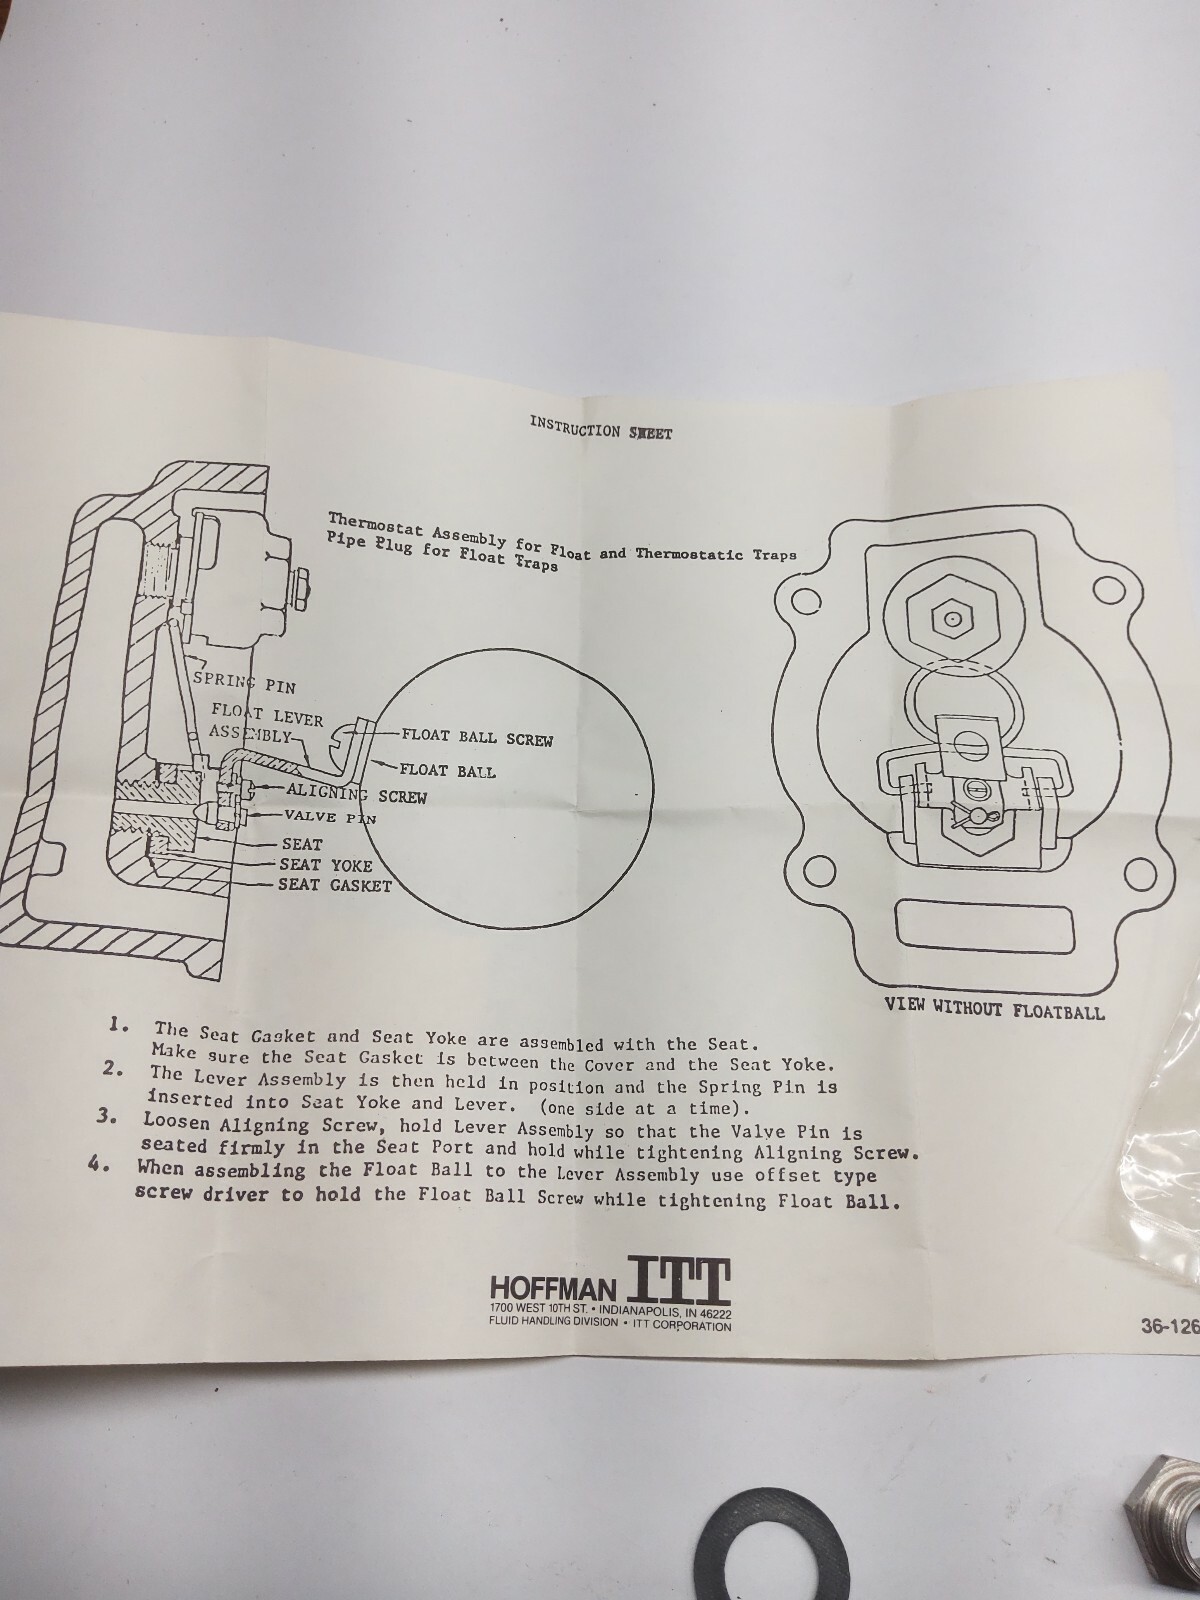 INSTRUCTION SHEET
Thermostat Assembly for Float and Thermostatic Traps
Pipe Plug for Float Traps
SPRING PIN
FLOAT LEVER
ASSEMBLY
FLOAT BALL SCREW
FLOAT BALL
ALIGNING SCREW
VALVE PIN
SEAT
SEAT YOKE
SEAT GASKET
VIEW WITHOUT FLOATBALL
1. The Seat Gasket and Seat Yoke are assembled with the Seat.
Make sure the Seat Gasket is between the Cover and the Seat Yoke.
2. The Lever Assembly is then held in position and the Spring Pin is
inserted into Seat Yoke and Lever. (one side at a time).
3. Loosen Aligning Screw, hold Lever Assembly so that the Valve Pin is
seated firmly in the Seat Port and hold while tightening Aligning Screw.
4. When assembling the Float Ball to the Lever Assembly use offset type
screw driver to hold the Float Ball Screw while tightening Float Ball.
HOFFMAN ITT
1700 WEST 10TH ST. • INDIANAPOLIS, IN 46222
FLUID HANDLING DIVISION • ITT CORPORATION
36-126